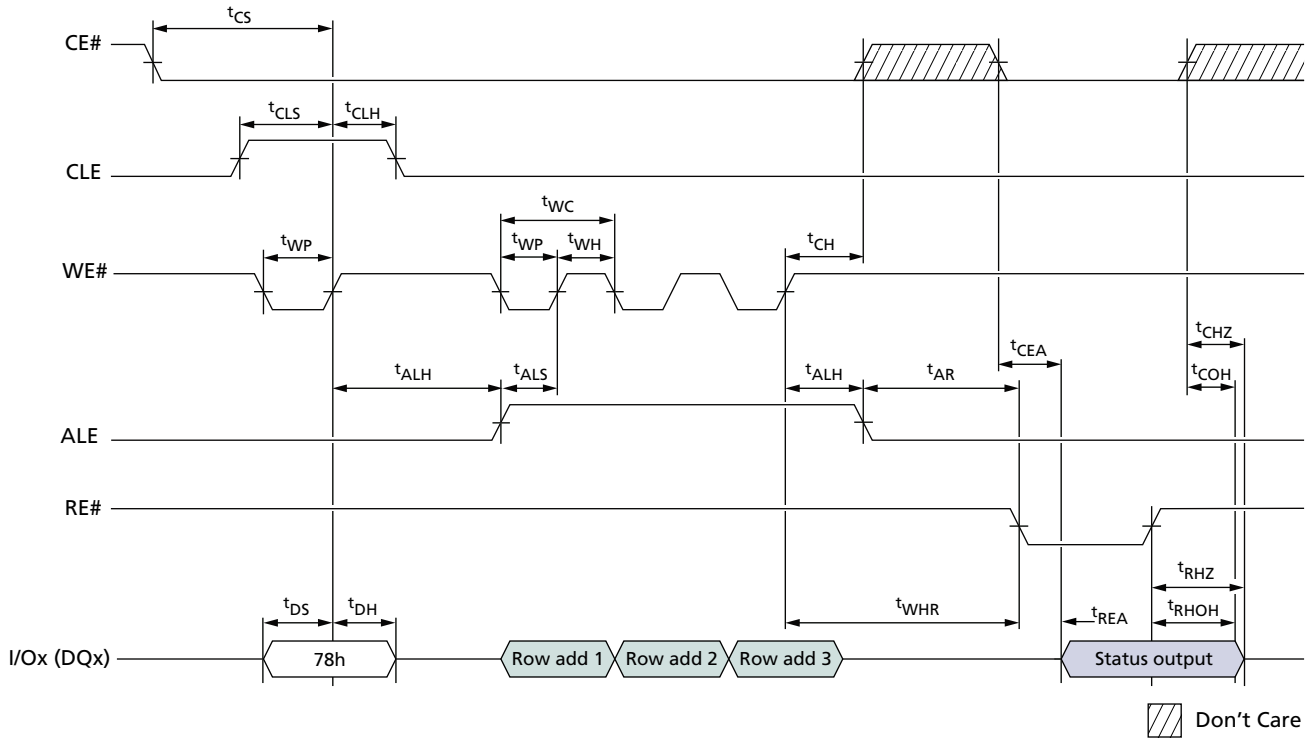 tCS
CE#
tCLS tCLH
CLE
tWC
tWP tWP tWH tCH
WE#
tCHZ
tCEA
tALH tALS tALH tAR tCOH
ALE
RE#
tRHZ
tDS tDH tWHR tREA tRHOH
I/Ox (DQx) 78h Row add 1 Row add 2 Row add 3 Status output
Don't Care